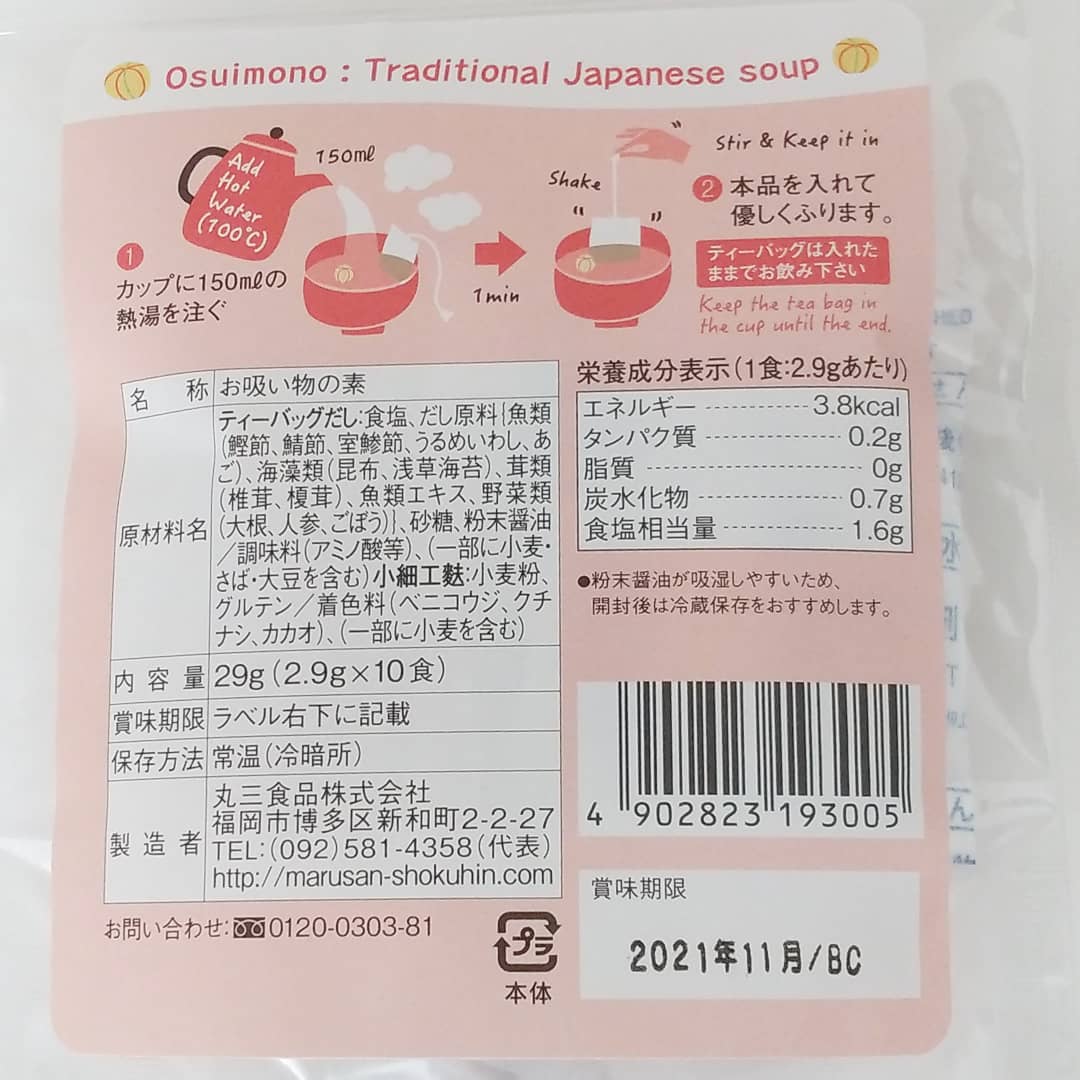 Osuimono : Traditional Japanese soup
Add
Hot
Water
(100℃)
150ml
❶
カップに150mlの
熱湯を注ぐ
1min
Shake
Stir & Keep it in
❷ 本品を入れて
優しくふります。
ティーバッグは入れた
ままでお飲み下さい
Keep the tea bag in
the cup until the end.
名 称 お吸い物の素
原材料名
ティーバッグだし:食塩、だし原料{魚類
(鰹節、鯖節、室鯵節、うるめいわし、あ
ご)、海藻類(昆布、浅草海苔)、茸類
(椎茸、榎茸)、魚類エキス、野菜類
(大根、人参、ごぼう)}、砂糖、粉末醤油
/調味料(アミノ酸等)、(一部に小麦・
さば・大豆を含む)小細工麩:小麦粉、
グルテン/着色料(ベニコウジ、クチ
ナシ、カカオ)、(一部に小麦を含む)
内 容 量 29g(2.9g×10食)
賞味期限 ラベル右下に記載
保存方法 常温(冷暗所)
製 造 者
丸三食品株式会社
福岡市博多区新和町2-2-27
TEL:(092)581-4358(代表)
http://marusan-shokuhin.com
お問い合わせ:0120-0303-81
プラ
本体
栄養成分表示(1食:2.9gあたり)
エネルギー ---------- 3.8kcal
タンパク質 ---------- 0.2g
脂質 ---------- 0g
炭水化物 ---------- 0.7g
食塩相当量 ---------- 1.6g
●粉末醤油が吸湿しやすいため、
開封後は冷蔵保存をおすすめします。
4 902823 193005
賞味期限
2021年11月/BC